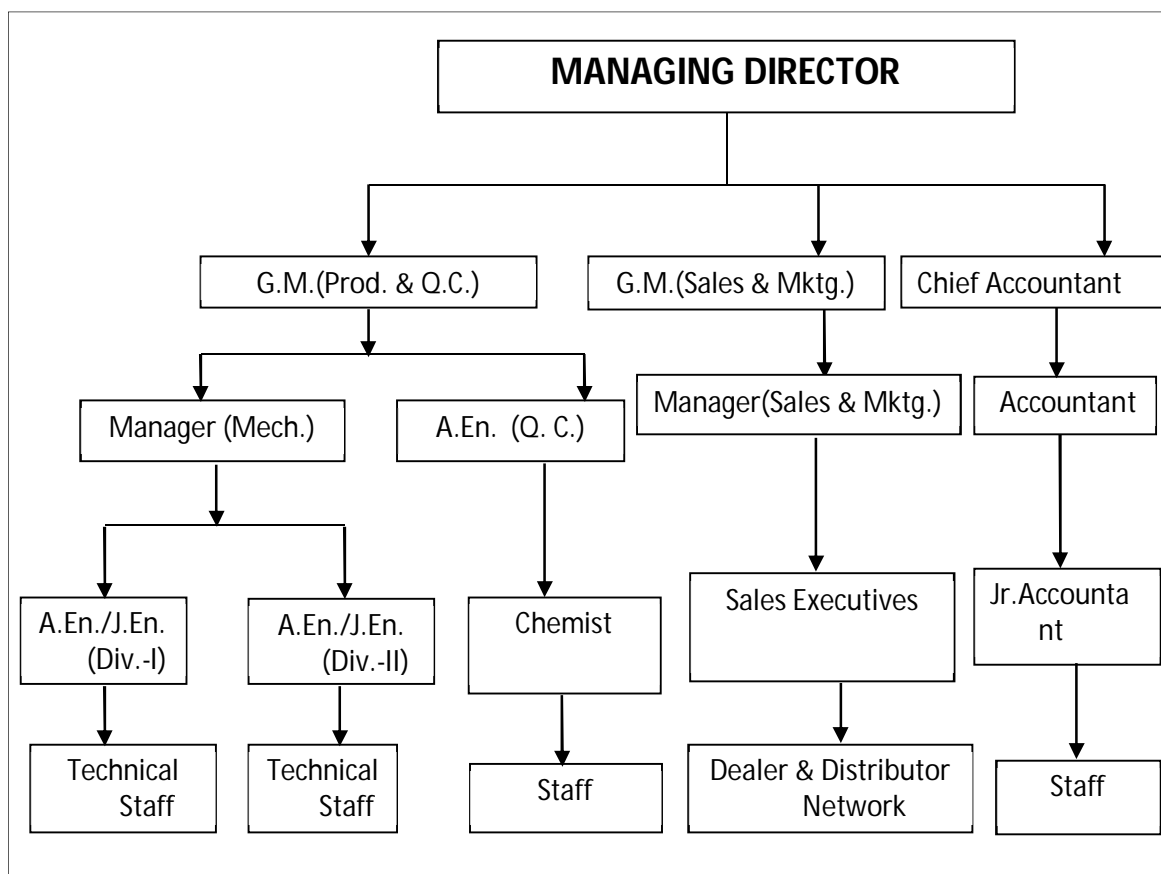 MANAGING DIRECTOR
G.M.(Prod. & Q.C.)
G.M.(Sales & Mktg.)
Chief Accountant
Manager (Mech.)
A.En. (Q. C.)
Manager(Sales & Mktg.)
Accountant
A.En./J.En.
(Div.-I)
A.En./J.En.
(Div.-II)
Chemist
Sales Executives
Jr.Accounta
nt
Technical
Staff
Technical
Staff
Staff
Dealer & Distributor
Network
Staff